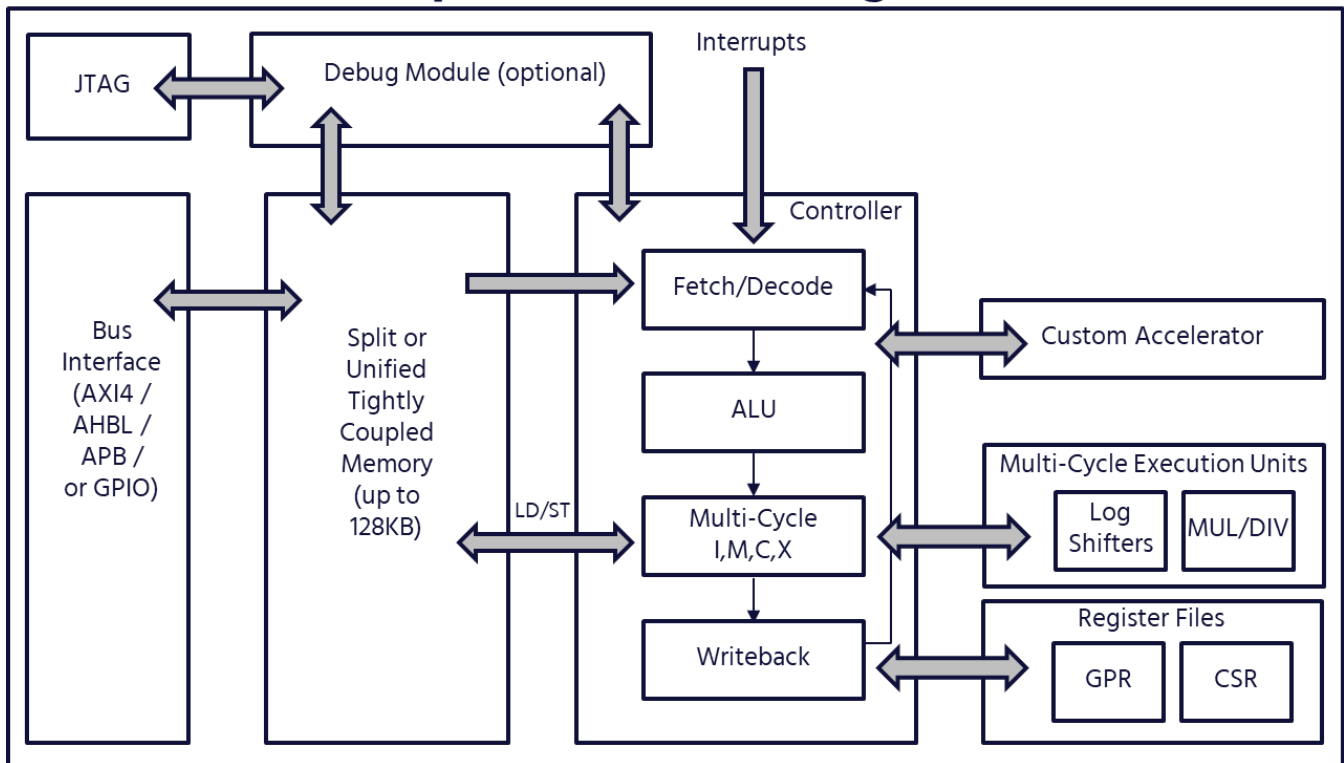 JTAG
Debug Module (optional)
Interrupts
Bus
Interface
(AXI4 /
AHBL /
APB /
or GPIO)
Split or
Unified
Tightly
Coupled
Memory
(up to
128KB)
LD/ST
Controller
Fetch/Decode
ALU
Multi-Cycle
I,M,C,X
Writeback
Custom Accelerator
Multi-Cycle Execution Units
Log
Shifters
MUL/DIV
Register Files
GPR
CSR